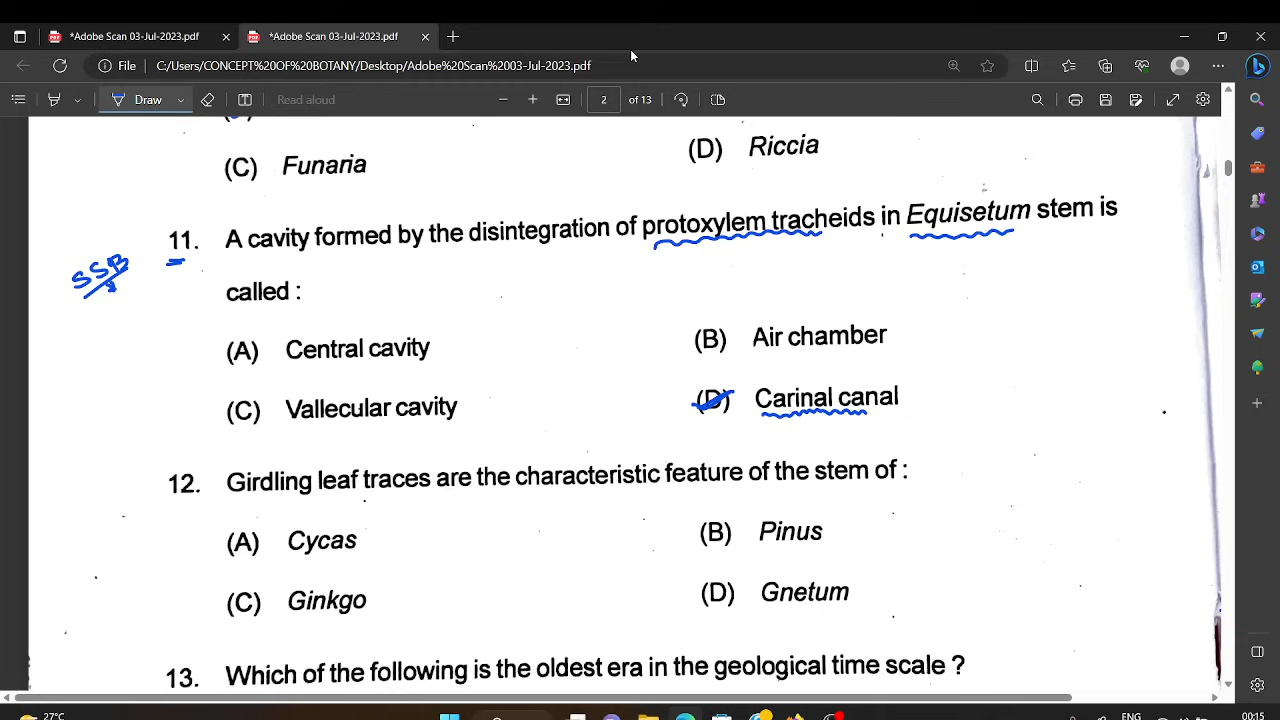 *Adobe Scan 03-Jul-2023.pdf
*Adobe Scan 03-Jul-2023.pdf
File
C:/Users/CONCEPT%20OF%20BOTANY/Desktop/Adobe%20Scan%2003-Jul-2023.pdf
Draw
Read aloud
2 of 13
(C) Funaria
(D) Riccia
11. A cavity formed by the disintegration of protoxylem tracheids in Equisetum stem is
SSB
called :
(A) Central cavity
(B) Air chamber
(C) Vallecular cavity
(D) Carinal canal
12. Girdling leaf traces are the characteristic feature of the stem of :
(A) Cycas
(B) Pinus
(C) Ginkgo
(D) Gnetum
13. Which of the following is the oldest era in the geological time scale ?
27°C
ENG
00:15